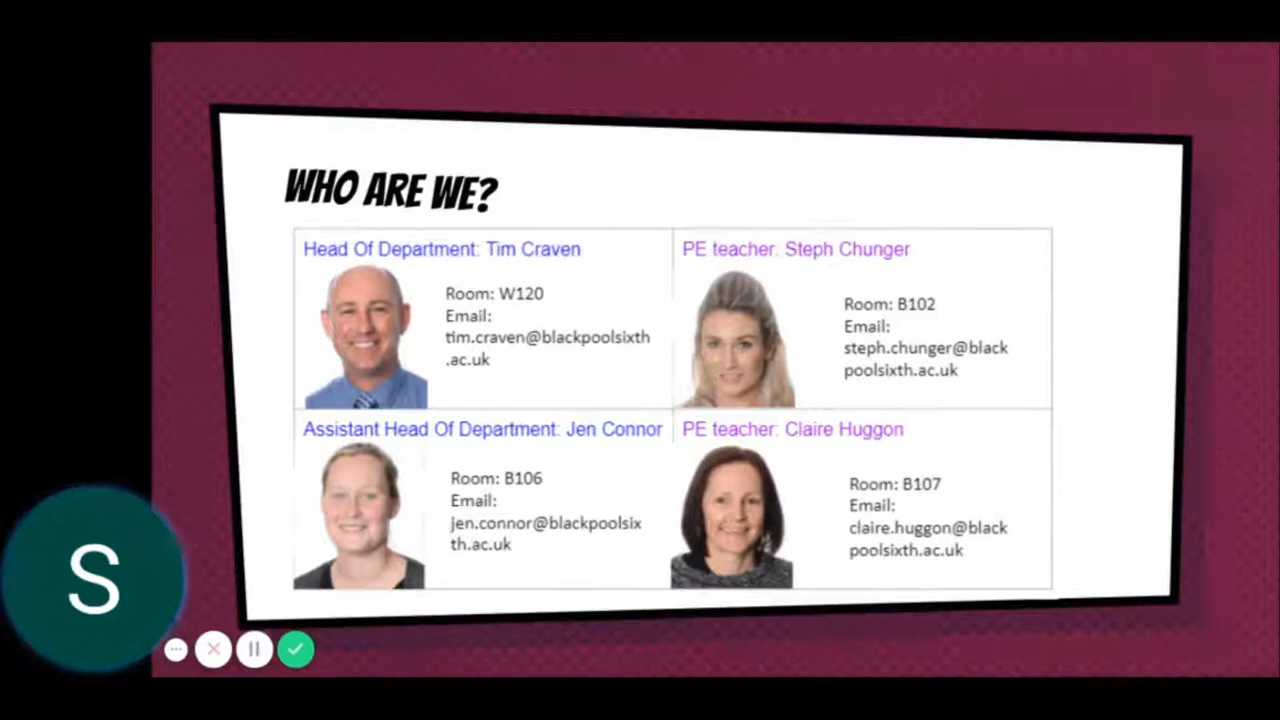 WHO ARE WE?
Head Of Department: Tim Craven
Room: W120
Email:
tim.craven@blackpoolsixth
.ac.uk
PE teacher: Steph Chunger
Room: B102
Email:
steph.chunger@black
poolsixth.ac.uk
Assistant Head Of Department: Jen Connor
Room: B106
Email:
jen.connor@blackpoolsix
th.ac.uk
PE teacher: Claire Huggon
Room: B107
Email:
claire.huggon@black
poolsixth.ac.uk
S